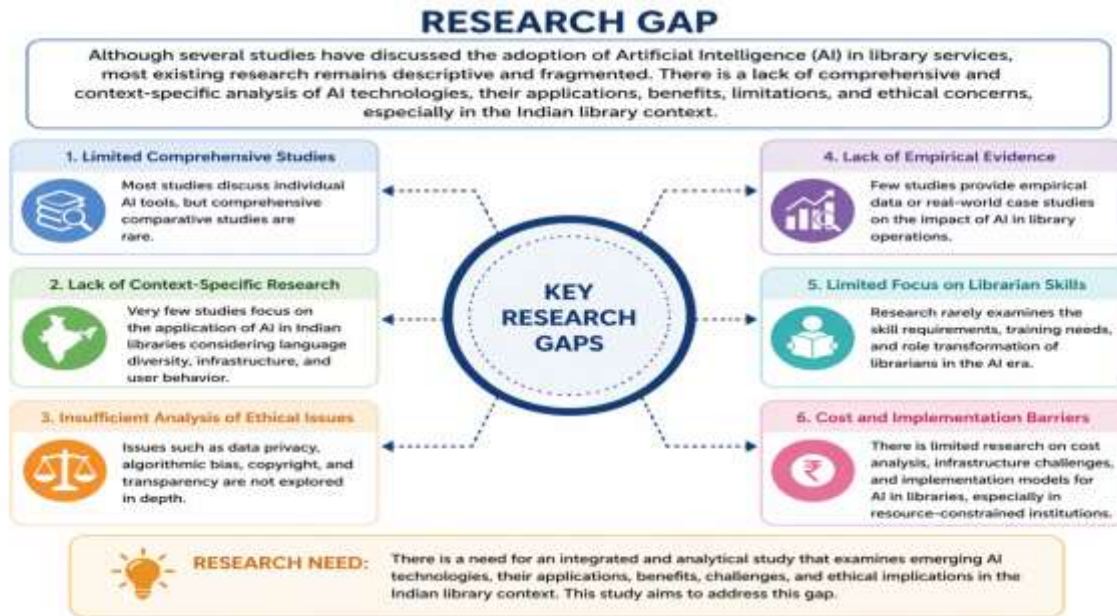 RESEARCH GAP
Although several studies have discussed the adoption of Artificial Intelligence (AI) in library services,
most existing research remains descriptive and fragmented. There is a lack of comprehensive and
context-specific analysis of AI technologies, their applications, benefits, limitations, and ethical concerns,
especially in the Indian library context.
1. Limited Comprehensive Studies
Most studies discuss individual
AI tools, but comprehensive
comparative studies are
rare.
2. Lack of Context-Specific Research
Very few studies focus on
the application of AI in Indian
libraries considering language
diversity, infrastructure, and
user behavior.
3. Insufficient Analysis of Ethical Issues
Issues such as data privacy,
algorithmic bias, copyright, and
transparency are not explored
in depth.
KEY
RESEARCH
GAPS
4. Lack of Empirical Evidence
Few studies provide empirical
data or real-world case studies
on the impact of AI in library
operations.
5. Limited Focus on Librarian Skills
Research rarely examines the
skill requirements, training needs,
and role transformation of
librarians in the AI era.
6. Cost and Implementation Barriers
₹
There is limited research on cost
analysis, infrastructure challenges,
and implementation models for
AI in libraries, especially in
resource-constrained institutions.
RESEARCH NEED:
There is a need for an integrated and analytical study that examines emerging AI
technologies, their applications, benefits, challenges, and ethical implications in the
Indian library context. This study aims to address this gap.